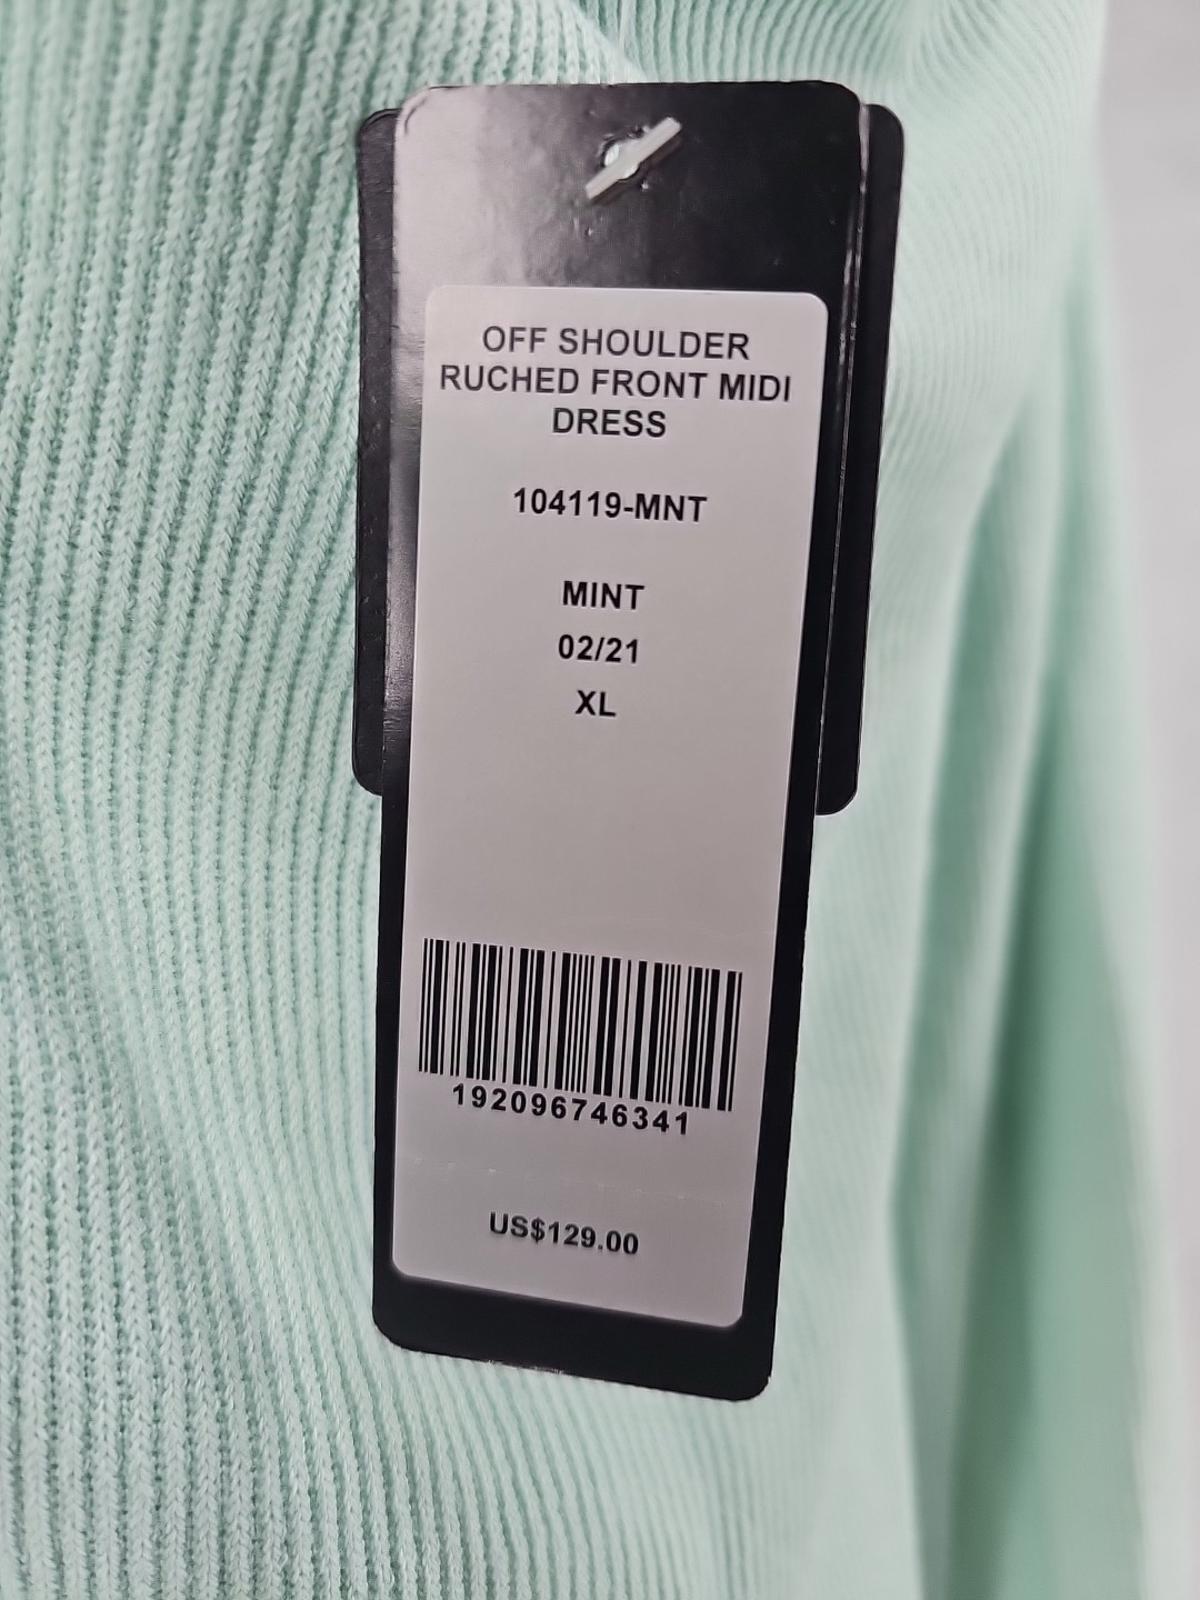 OFF SHOULDER
RUCHED FRONT MIDI
DRESS
104119-MNT
MINT
02/21
XL
192096746341
US$129.00